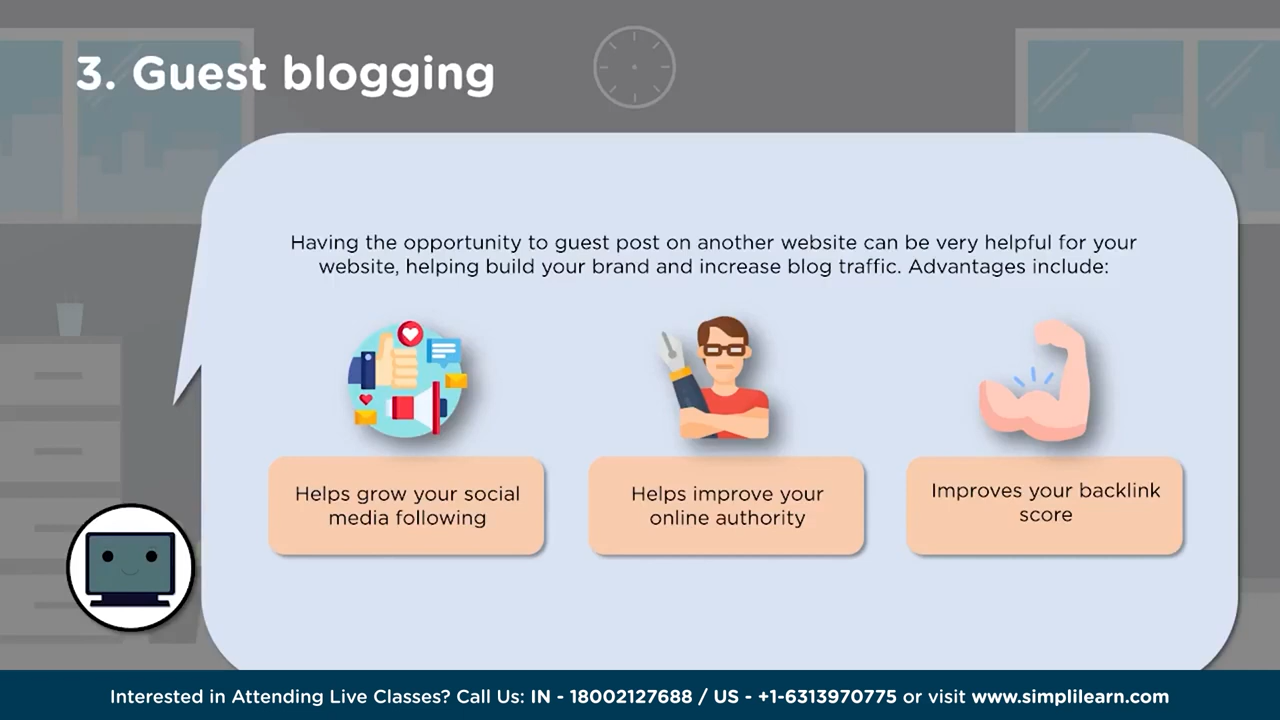 3. Guest blogging
Having the opportunity to guest post on another website can be very helpful for your
website, helping build your brand and increase blog traffic. Advantages include:
Helps grow your social
media following
Helps improve your
online authority
Improves your backlink
score
Interested in Attending Live Classes? Call Us: IN - 18002127688 / US - +1-6313970775 or visit www.simplilearn.com